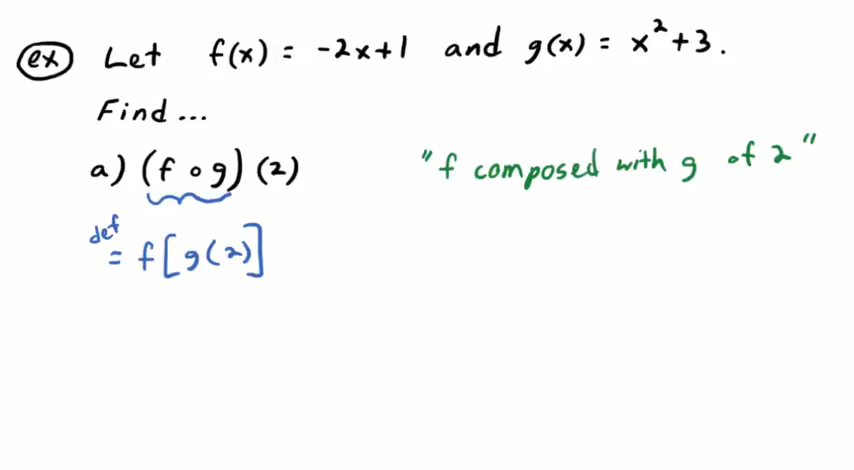 ex Let f(x) = -2x+1 and g(x) = x²+3.
Find ...
a) (f ∘ g)(2) "f composed with g of 2"
def
= f[g(2)]